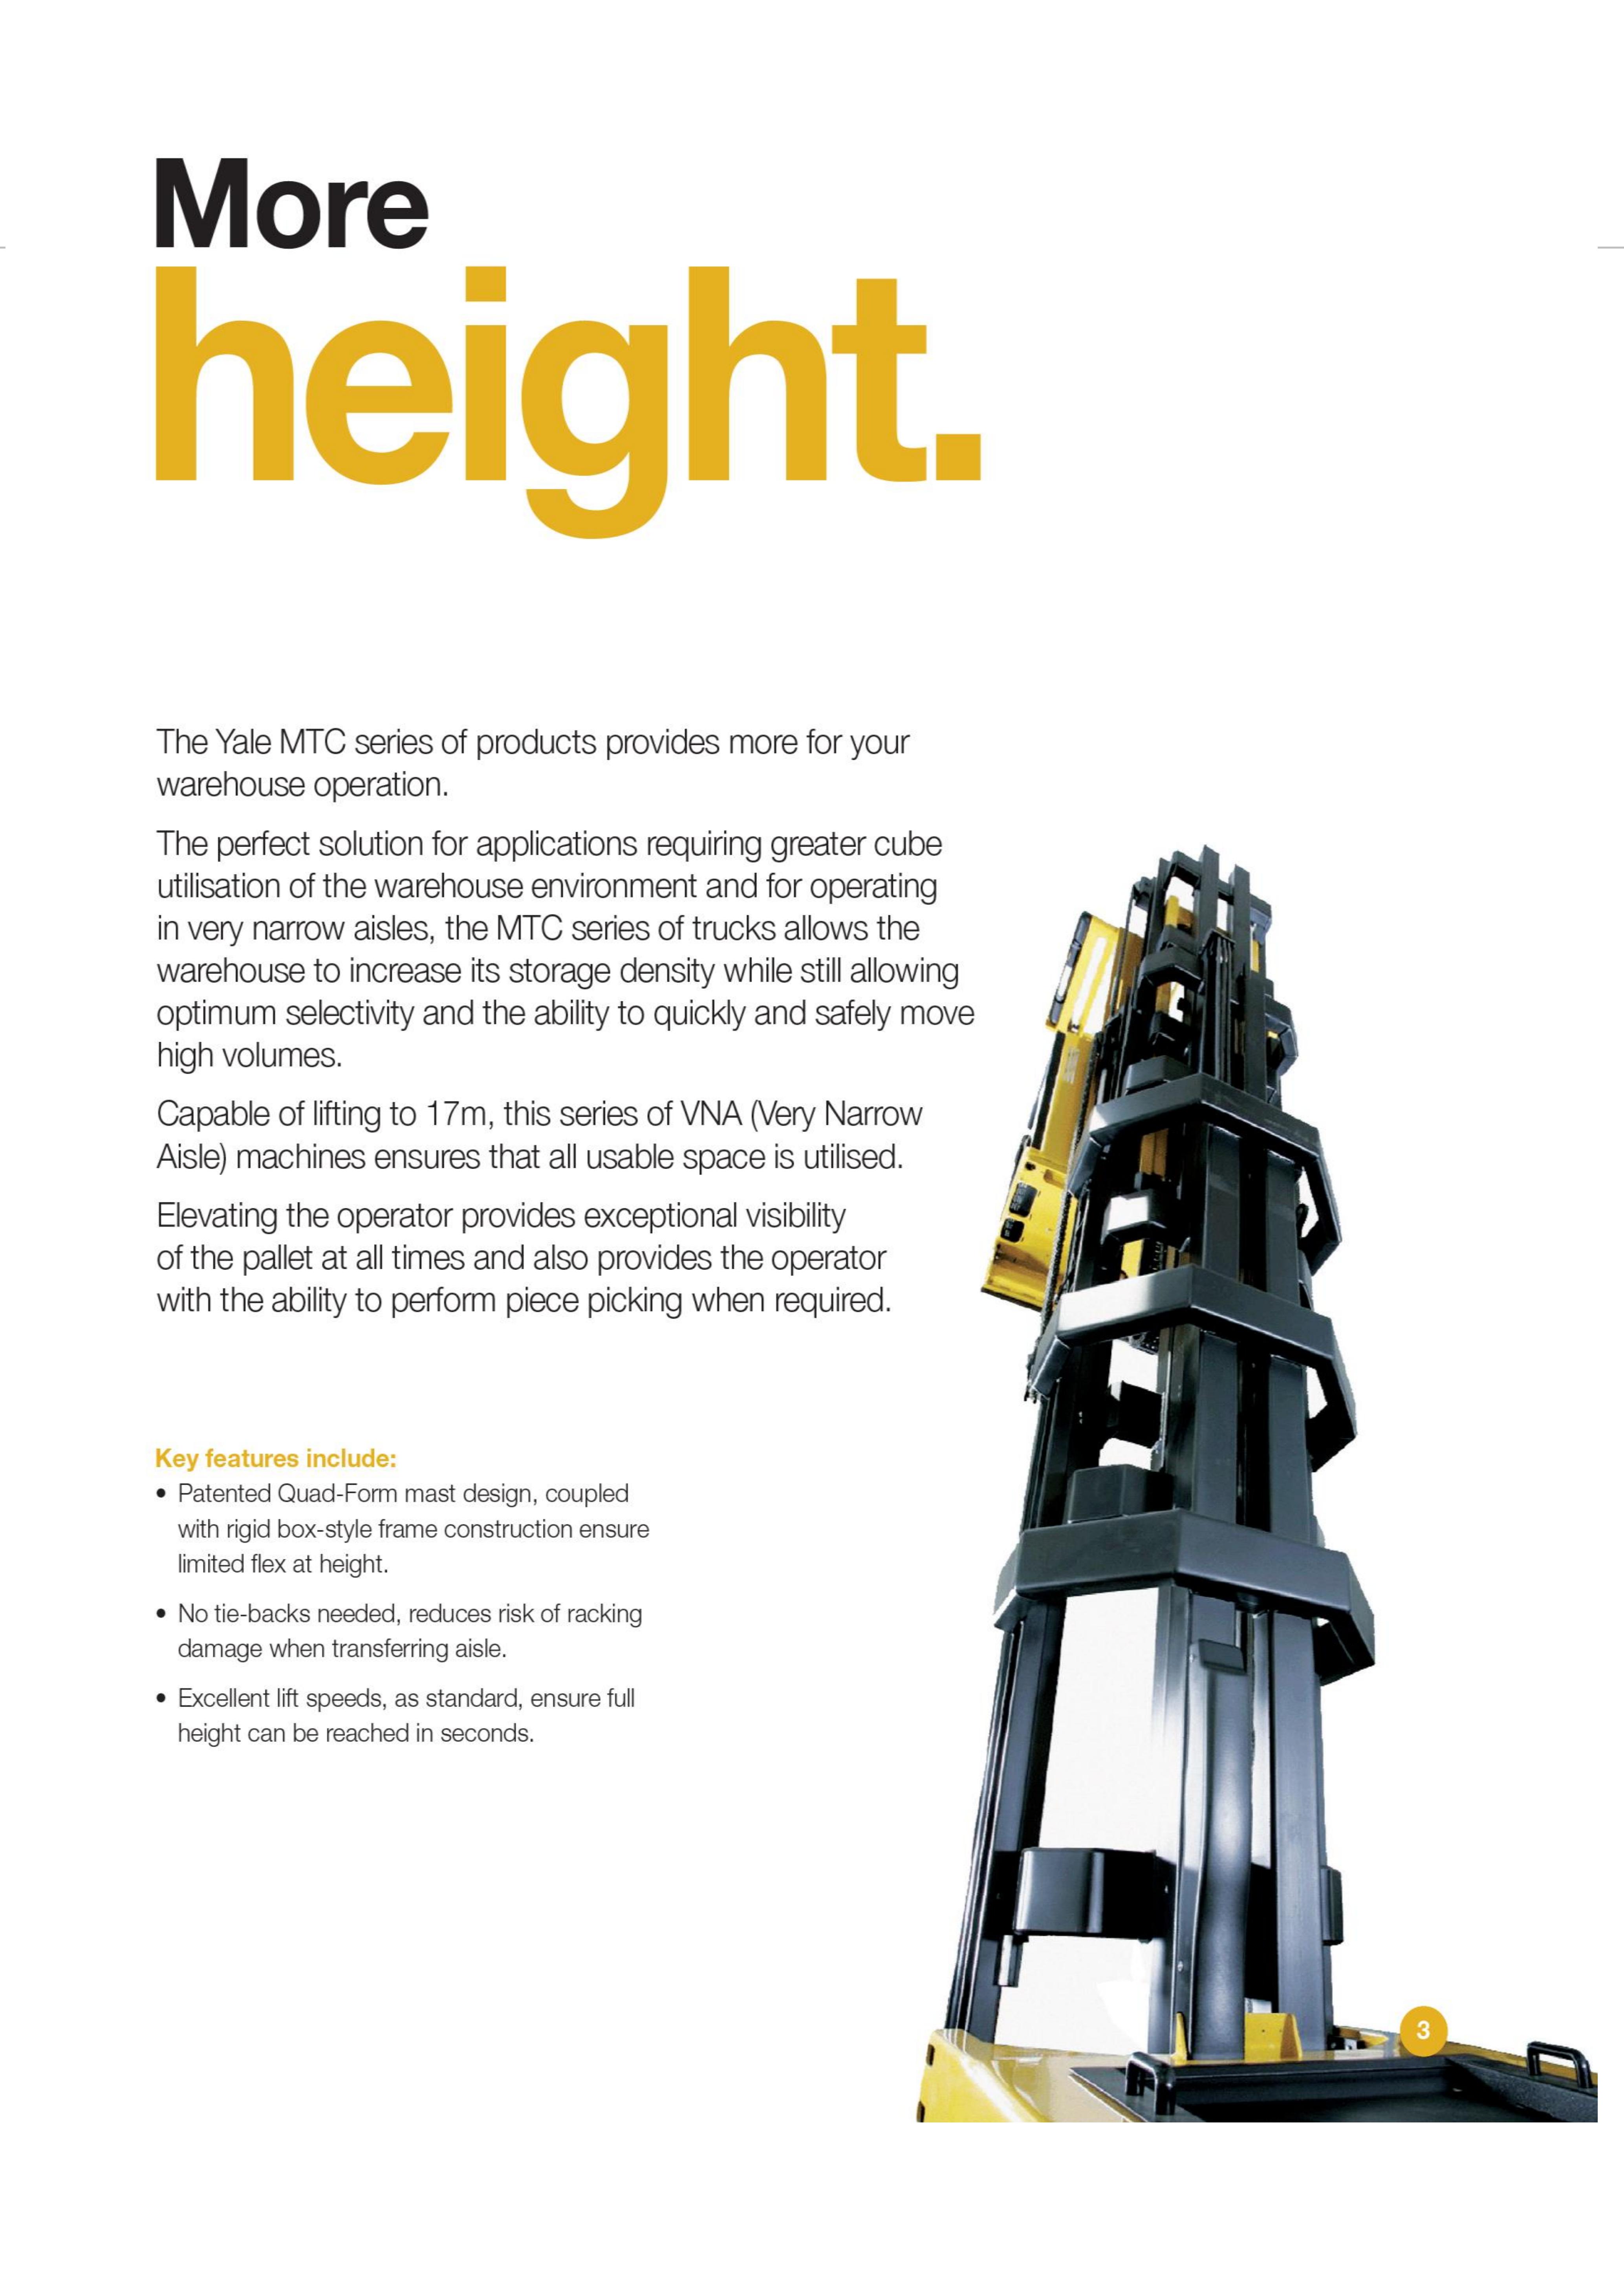 More
height.
The Yale MTC series of products provides more for your
warehouse operation.
The perfect solution for applications requiring greater cube
utilisation of the warehouse environment and for operating
in very narrow aisles, the MTC series of trucks allows the
warehouse to increase its storage density while still allowing
optimum selectivity and the ability to quickly and safely move
high volumes.
Capable of lifting to 17m, this series of VNA (Very Narrow
Aisle) machines ensures that all usable space is utilised.
Elevating the operator provides exceptional visibility
of the pallet at all times and also provides the operator
with the ability to perform piece picking when required.
Key features include:
• Patented Quad-Form mast design, coupled
with rigid box-style frame construction ensure
limited flex at height.
• No tie-backs needed, reduces risk of racking
damage when transferring aisle.
• Excellent lift speeds, as standard, ensure full
height can be reached in seconds.
3